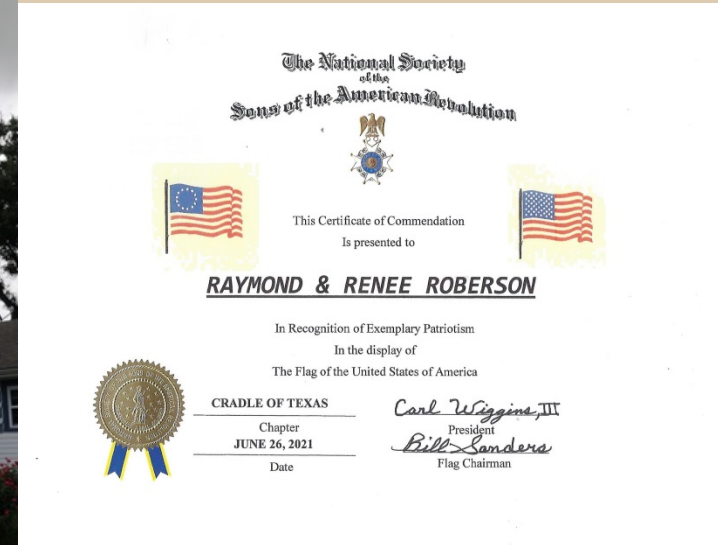 The National Society
of the
Sons of the American Revolution
This Certificate of Commendation
Is presented to
RAYMOND & RENEE ROBERSON
In Recognition of Exemplary Patriotism
In the display of
The Flag of the United States of America
CRADLE OF TEXAS
Chapter
JUNE 26, 2021
Date
Carl Wiggins, III
President
Bill Sanders
Flag Chairman